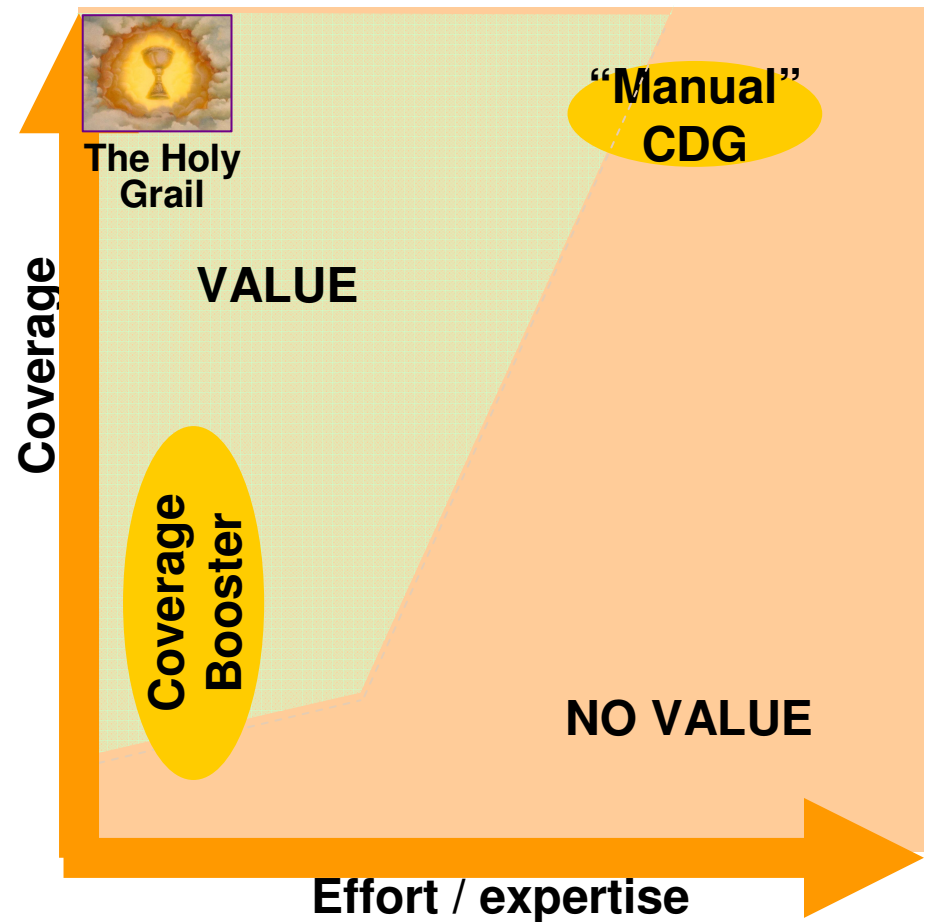 The Holy
Grail
“Manual”
CDG
VALUE
Coverage
Coverage
Booster
NO VALUE
Effort / expertise